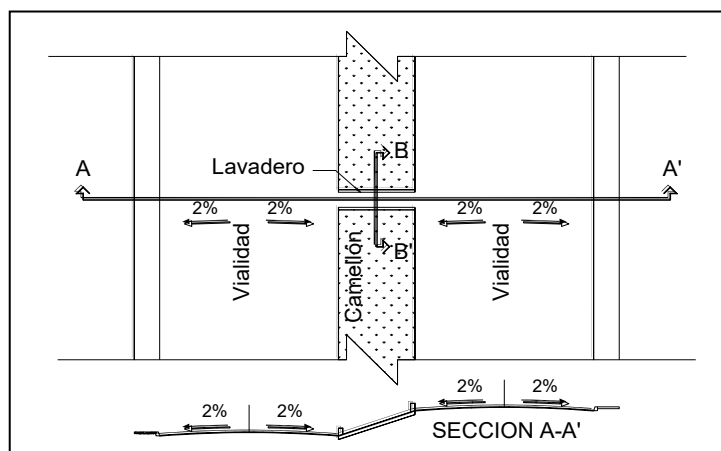 B
A
Lavadero
A'
2%
2%
2%
2%
B'
Vialidad
Camellón
Vialidad
2%
2%
2%
2%
SECCION A-A'